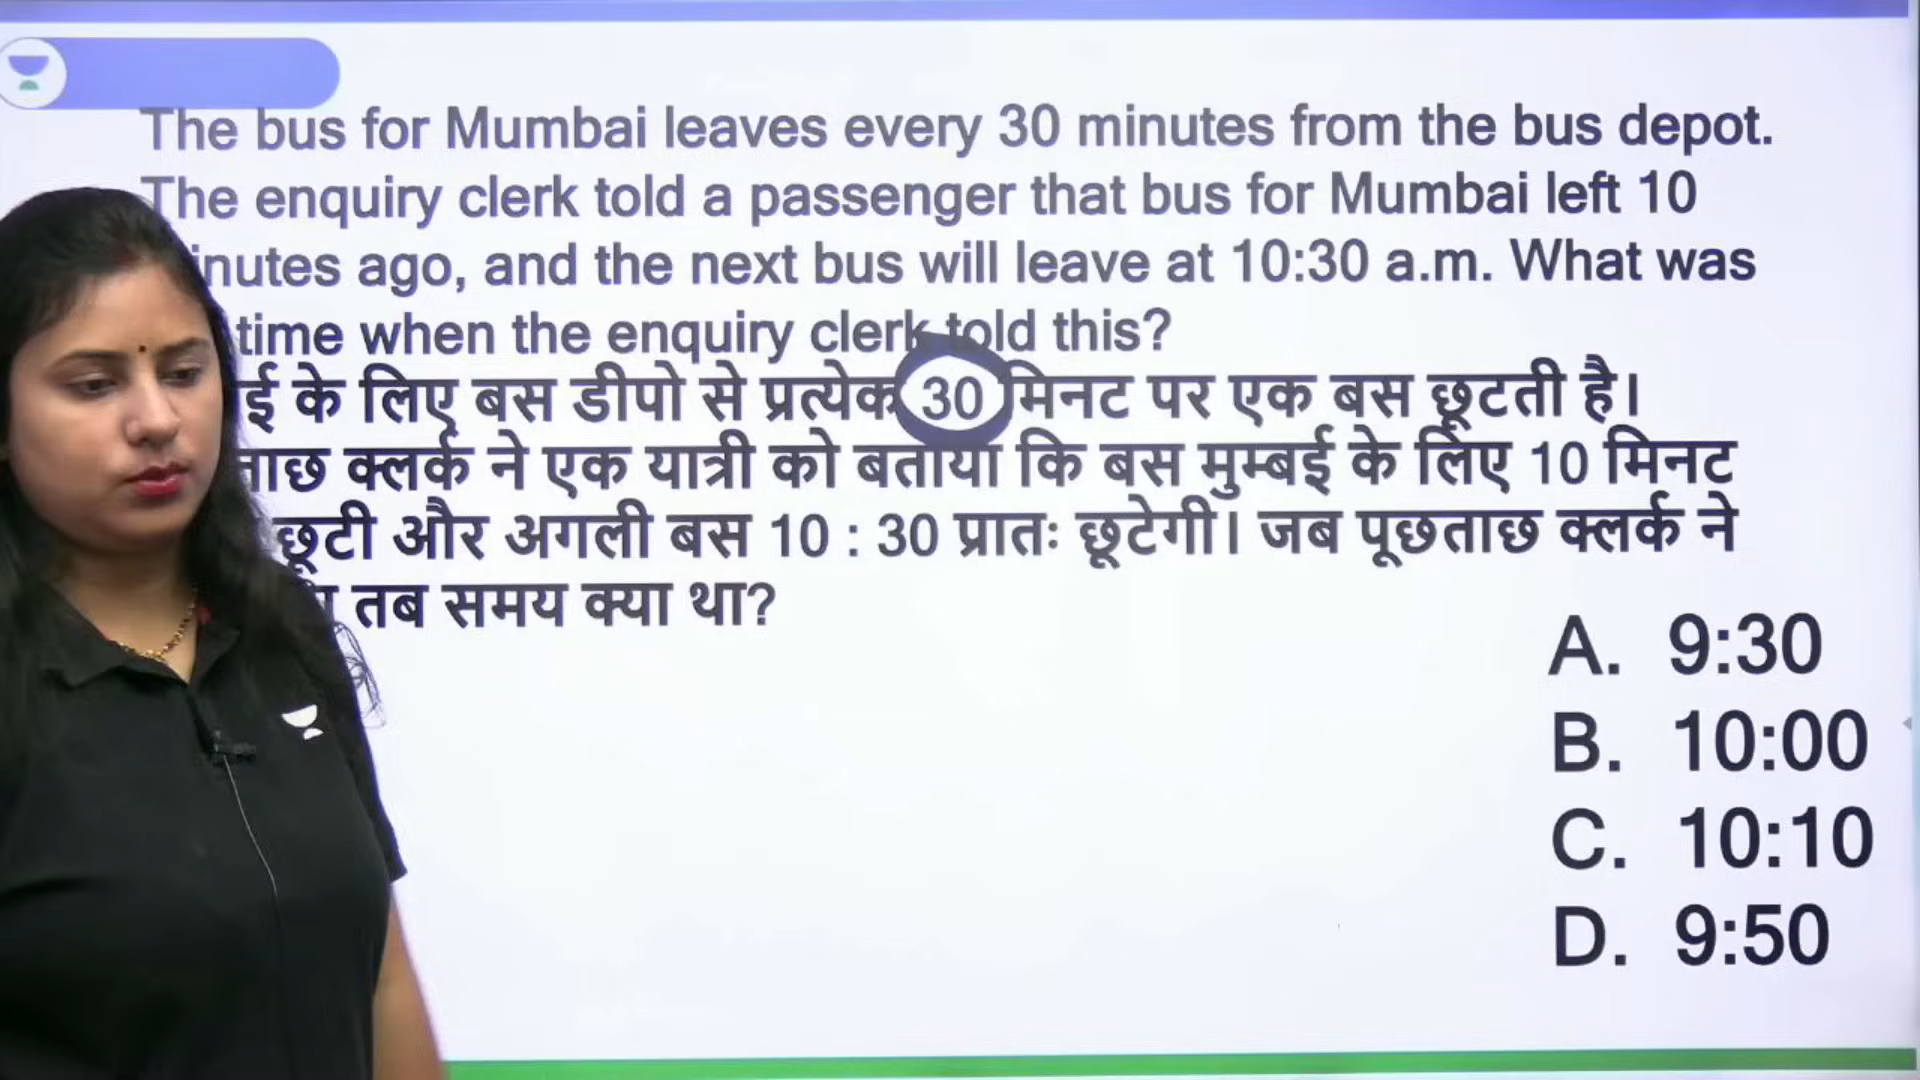 The bus for Mumbai leaves every 30 minutes from the bus depot.
The enquiry clerk told a passenger that bus for Mumbai left 10
ago, and the next bus will leave at 10:30 a.m. What was
time when the enquiry clerk told this?
के लिए बस डीपो से प्रत्येक 30 मिनट पर एक बस छूटती है।
क्लर्क ने एक यात्री को बताया कि बस मुम्बई के लिए 10 मिनट
छूटी और अगली बस 10 : 30 प्रातः छूटेगी। जब पूछताछ क्लर्क ने
तब समय क्या था?
A. 9:30
B. 10:00
C. 10:10
D. 9:50